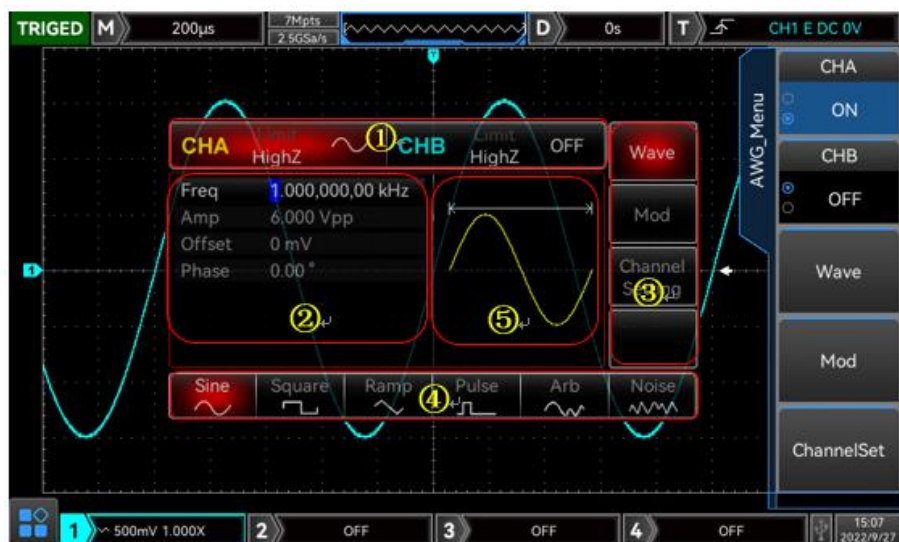 TRIGED M 200μs 7Mpts D 0s T CH1 E DC 0V
2.5GSa/s
T
CHA
ON
CHB
OFF
Wave
Mod
ChannelSet
AWG_Menu
CHA Limit ① CHB Limit OFF
HighZ HighZ
Wave
Mod
Channel
Setting
③
Freq 1.000,000,00 kHz
Amp 6.000 Vpp
Offset 0 mV
Phase 0.00 °
②
⑤
1
Sine Square Ramp Pulse Arb Noise
④
1 500mV 1.000X 2 OFF 3 OFF 4 OFF 15:07
2022/9/27